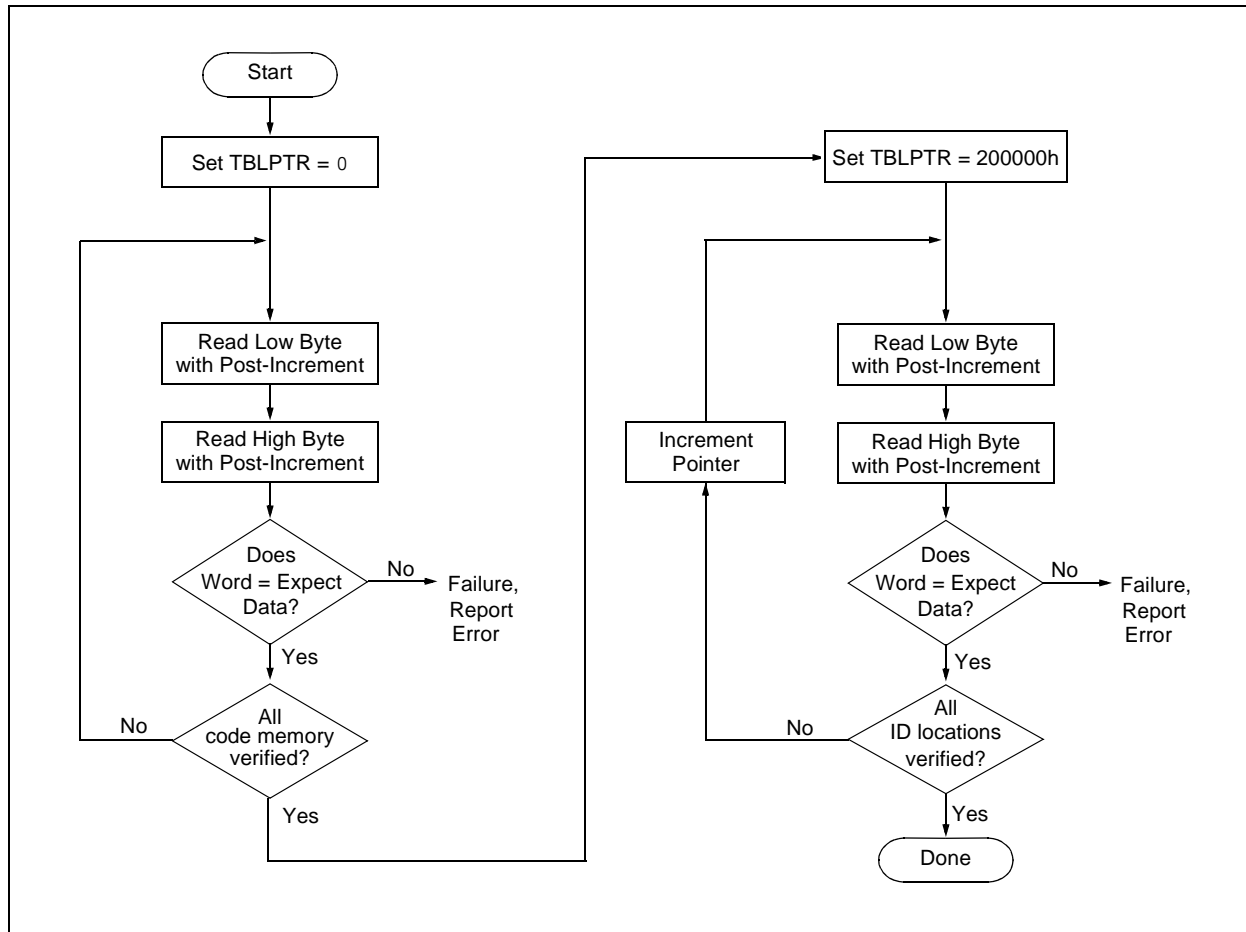 Start
Set TBLPTR = 0
Read Low Byte
with Post-Increment
Read High Byte
with Post-Increment
Does
Word = Expect
Data?
No
Failure,
Report
Error
Yes
All
code memory
verified?
No
Yes
Set TBLPTR = 200000h
Read Low Byte
with Post-Increment
Increment
Pointer
Read High Byte
with Post-Increment
Does
Word = Expect
Data?
No
Failure,
Report
Error
Yes
All
ID locations
verified?
No
Yes
Done